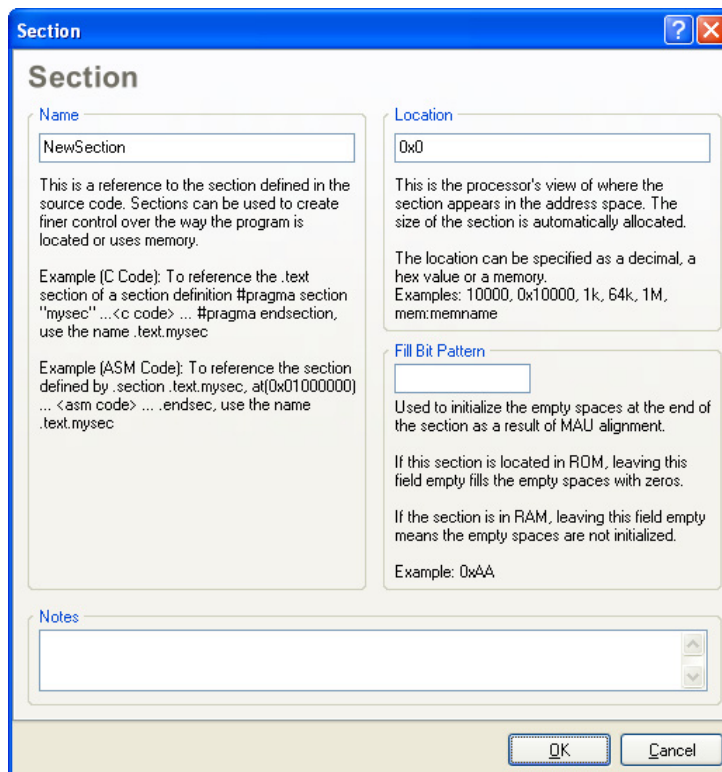 Section
Section
Name
NewSection
This is a reference to the section defined in the
source code. Sections can be used to create
finer control over the way the program is
located or uses memory.
Example (C Code): To reference the .text
section of a section definition #pragma section
"mysec" ...<c code> ... #pragma endsection,
use the name .text.mysec
Example (ASM Code): To reference the section
defined by .section .text.mysec, at(0x01000000)
... <asm code> ... .endsec, use the name
.text.mysec
Location
0x0
This is the processor's view of where the
section appears in the address space. The
size of the section is automatically allocated.
The location can be specified as a decimal, a
hex value or a memory.
Examples: 10000, 0x10000, 1k, 64k, 1M,
mem:memname
Fill Bit Pattern
Used to initialize the empty spaces at the end of
the section as a result of MAU alignment.
If this section is located in ROM, leaving this
field empty fills the empty spaces with zeros.
If the section is in RAM, leaving this field empty
means the empty spaces are not initialized.
Example: 0xAA
Notes
OK
Cancel